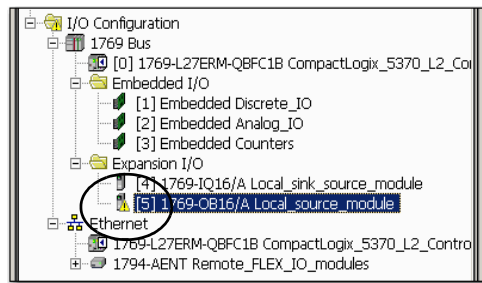 I/O Configuration
1769 Bus
[0] 1769-L27ERM-QBFC1B CompactLogix_5370_L2_Co
Embedded I/O
[1] Embedded Discrete_IO
[2] Embedded Analog_IO
[3] Embedded Counters
Expansion I/O
[4] 1769-IQ16/A Local_sink_source_module
[5] 1769-OB16/A Local_source_module
Ethernet
1769-L27ERM-QBFC1B CompactLogix_5370_L2_Contro
1794-AENT Remote_FLEX_IO_modules